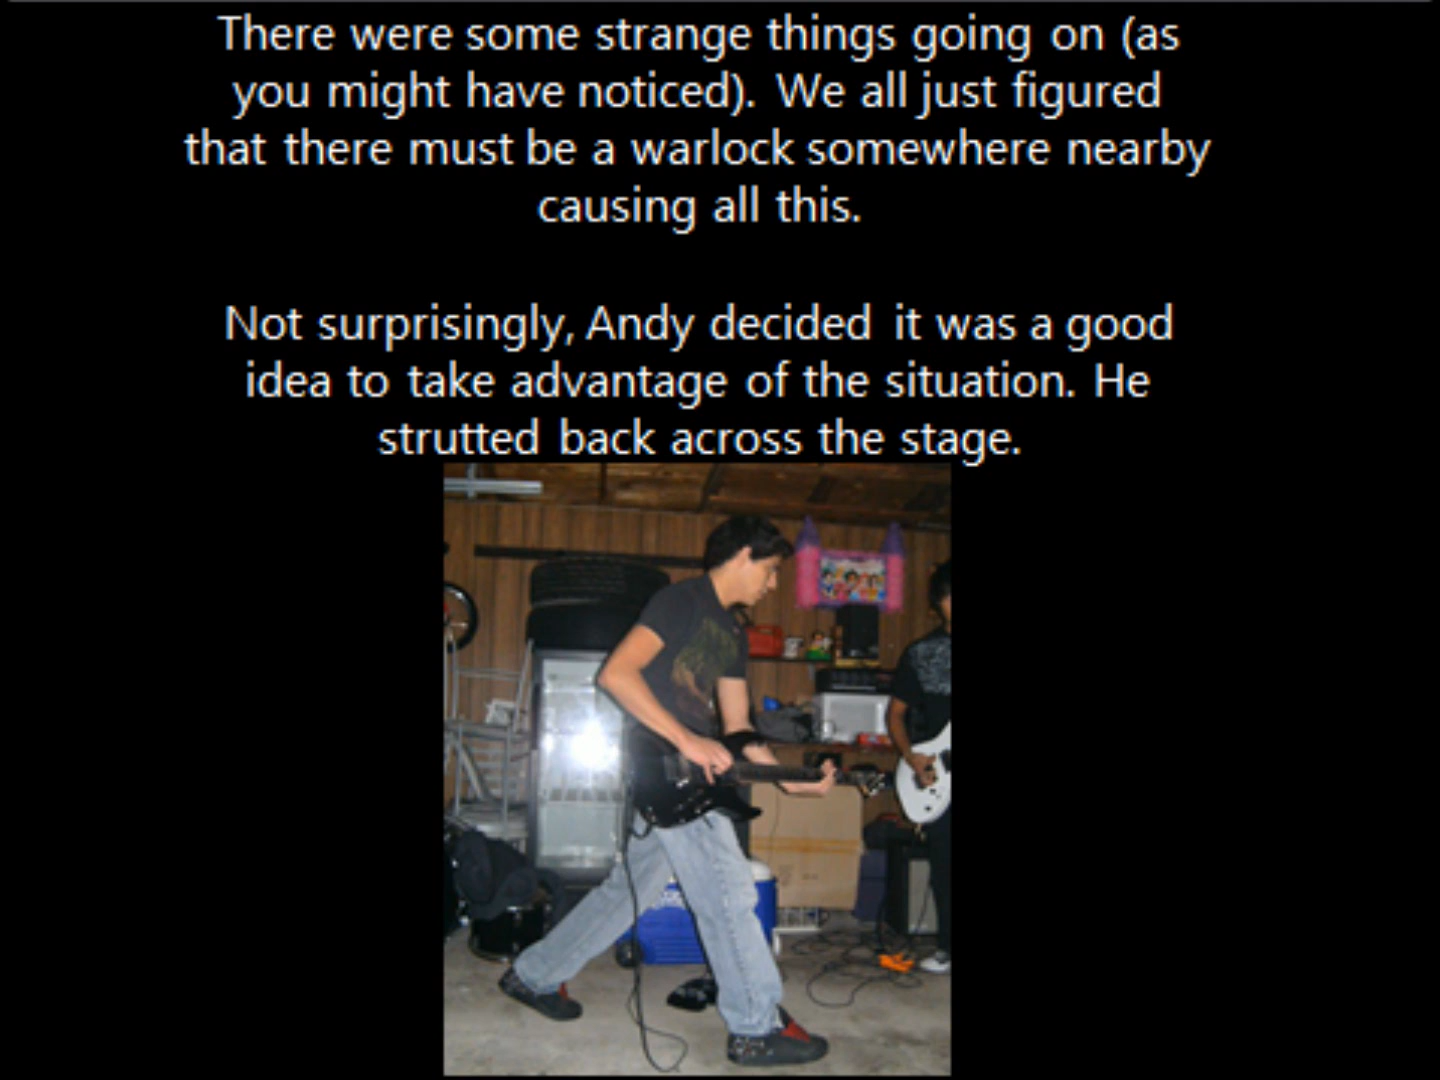 There were some strange things going on (as
you might have noticed). We all just figured
that there must be a warlock somewhere nearby
causing all this.
Not surprisingly, Andy decided it was a good
idea to take advantage of the situation. He
strutted back across the stage.